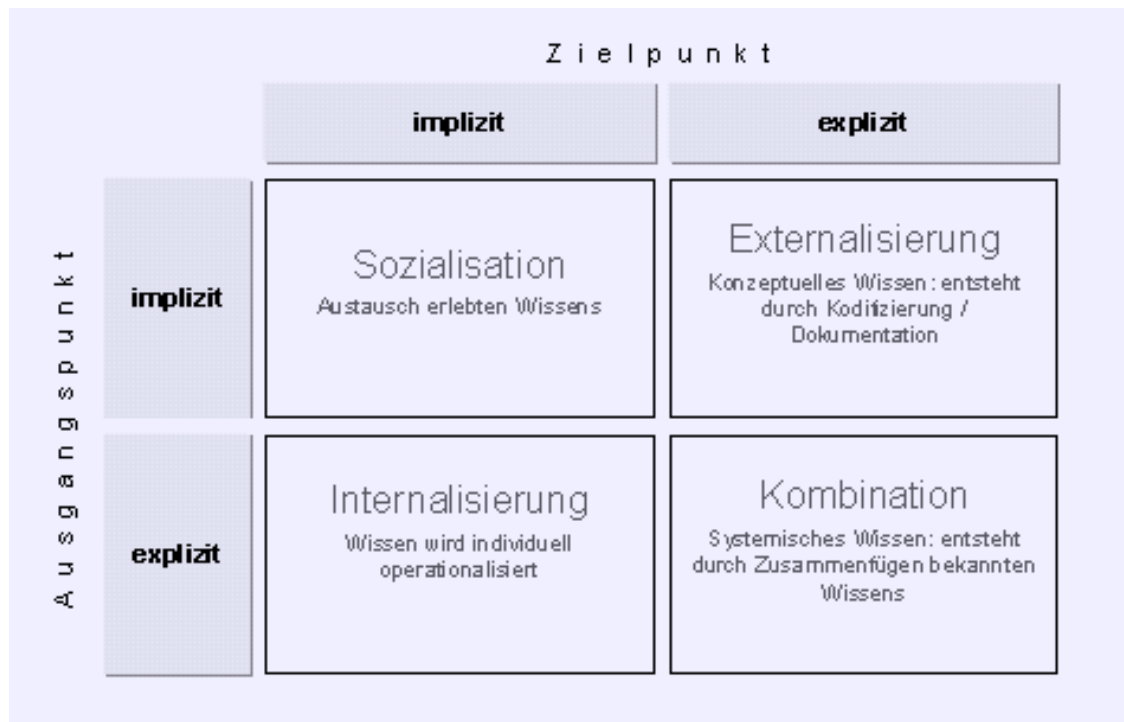 Zielpunkt
implizit
explizit
Ausgangspunkt
implizit
Sozialisation
Austausch erlebten Wissens
Externalisierung
Konzeptuelles Wissen: entsteht
durch Kodifizierung /
Dokumentation
explizit
Internalisierung
Wissen wird individuell
operationalisiert
Kombination
Systemisches Wissen: entsteht
durch Zusammenfügen bekannten
Wissens